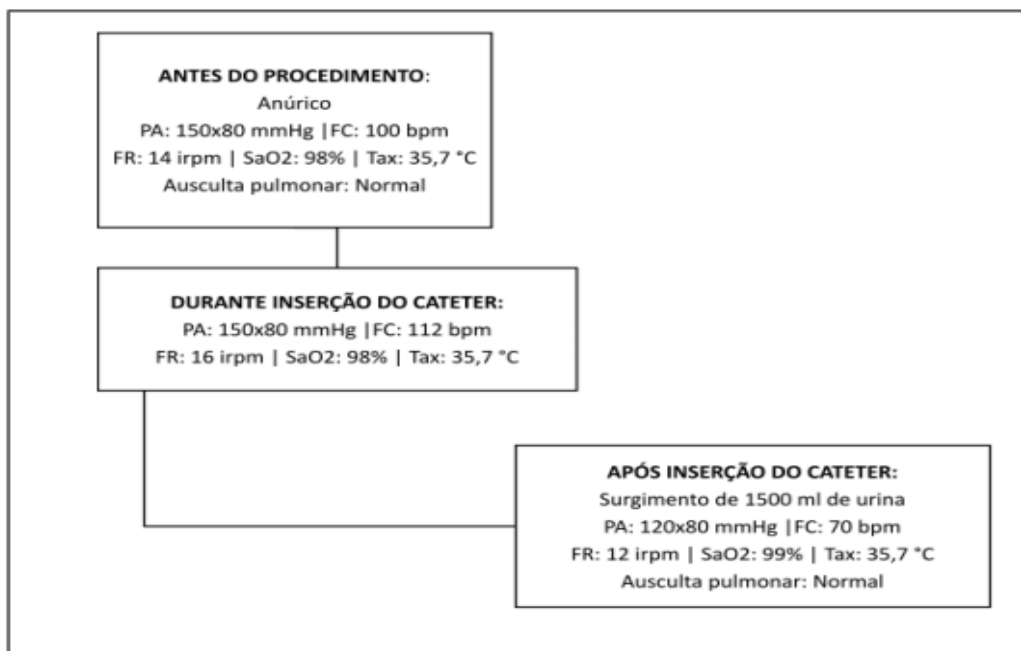 ANTES DO PROCEDIMENTO:
Anúrico
PA: 150x80 mmHg |FC: 100 bpm
FR: 14 irpm | SaO2: 98% | Tax: 35,7 °C
Ausculta pulmonar: Normal
DURANTE INSERÇÃO DO CATETER:
PA: 150x80 mmHg |FC: 112 bpm
FR: 16 irpm | SaO2: 98% | Tax: 35,7 °C
APÓS INSERÇÃO DO CATETER:
Surgimento de 1500 ml de urina
PA: 120x80 mmHg |FC: 70 bpm
FR: 12 irpm | SaO2: 99% | Tax: 35,7 °C
Ausculta pulmonar: Normal